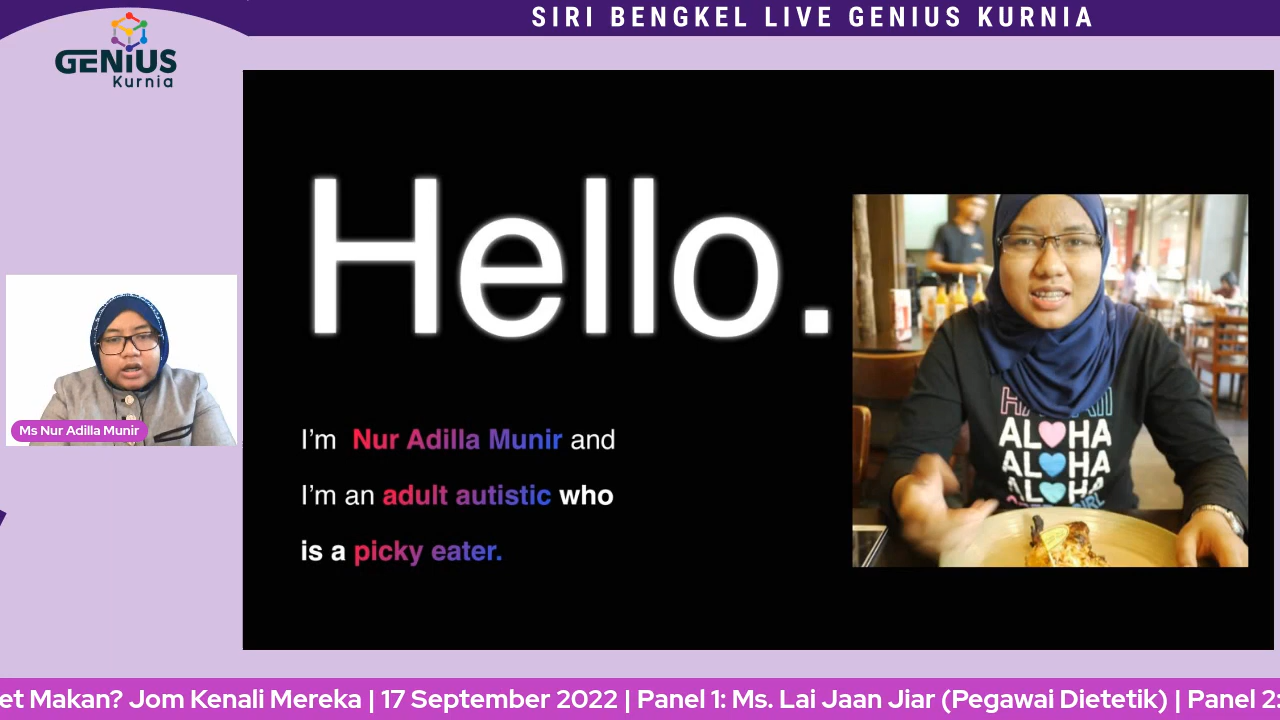 SIRI BENGKEL LIVE GENIUS KURNIA
GENIUS
Kurnia
Hello.
I'm Nur Adilla Munir and
I'm an adult autistic who
is a picky eater.
ALOHA
ALOHA
ALOHA
Ms Nur Adilla Munir
et Makan? Jom Kenali Mereka | 17 September 2022 | Panel 1: Ms. Lai Jaan Jiar (Pegawai Dietetik) | Panel 2: